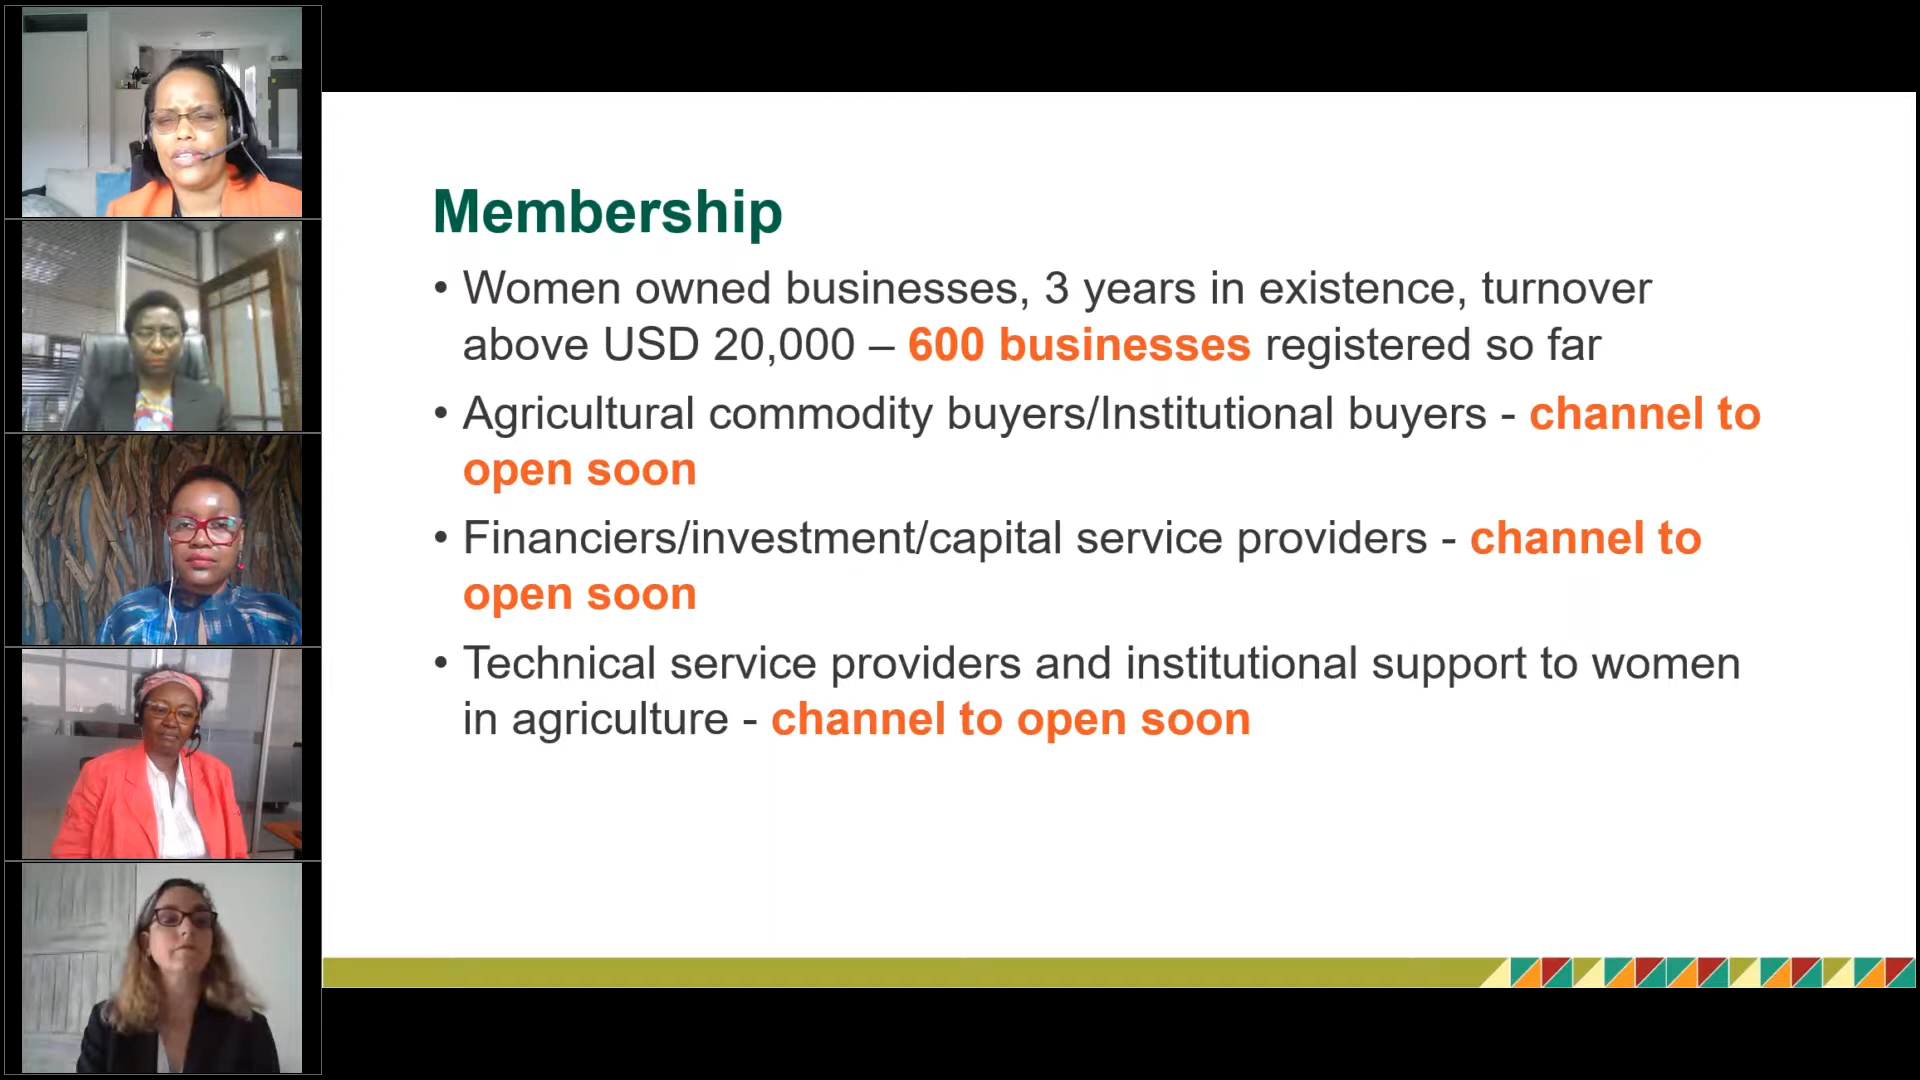 Membership
• Women owned businesses, 3 years in existence, turnover
above USD 20,000 – 600 businesses registered so far
• Agricultural commodity buyers/Institutional buyers - channel to
open soon
• Financiers/investment/capital service providers - channel to
open soon
• Technical service providers and institutional support to women
in agriculture - channel to open soon